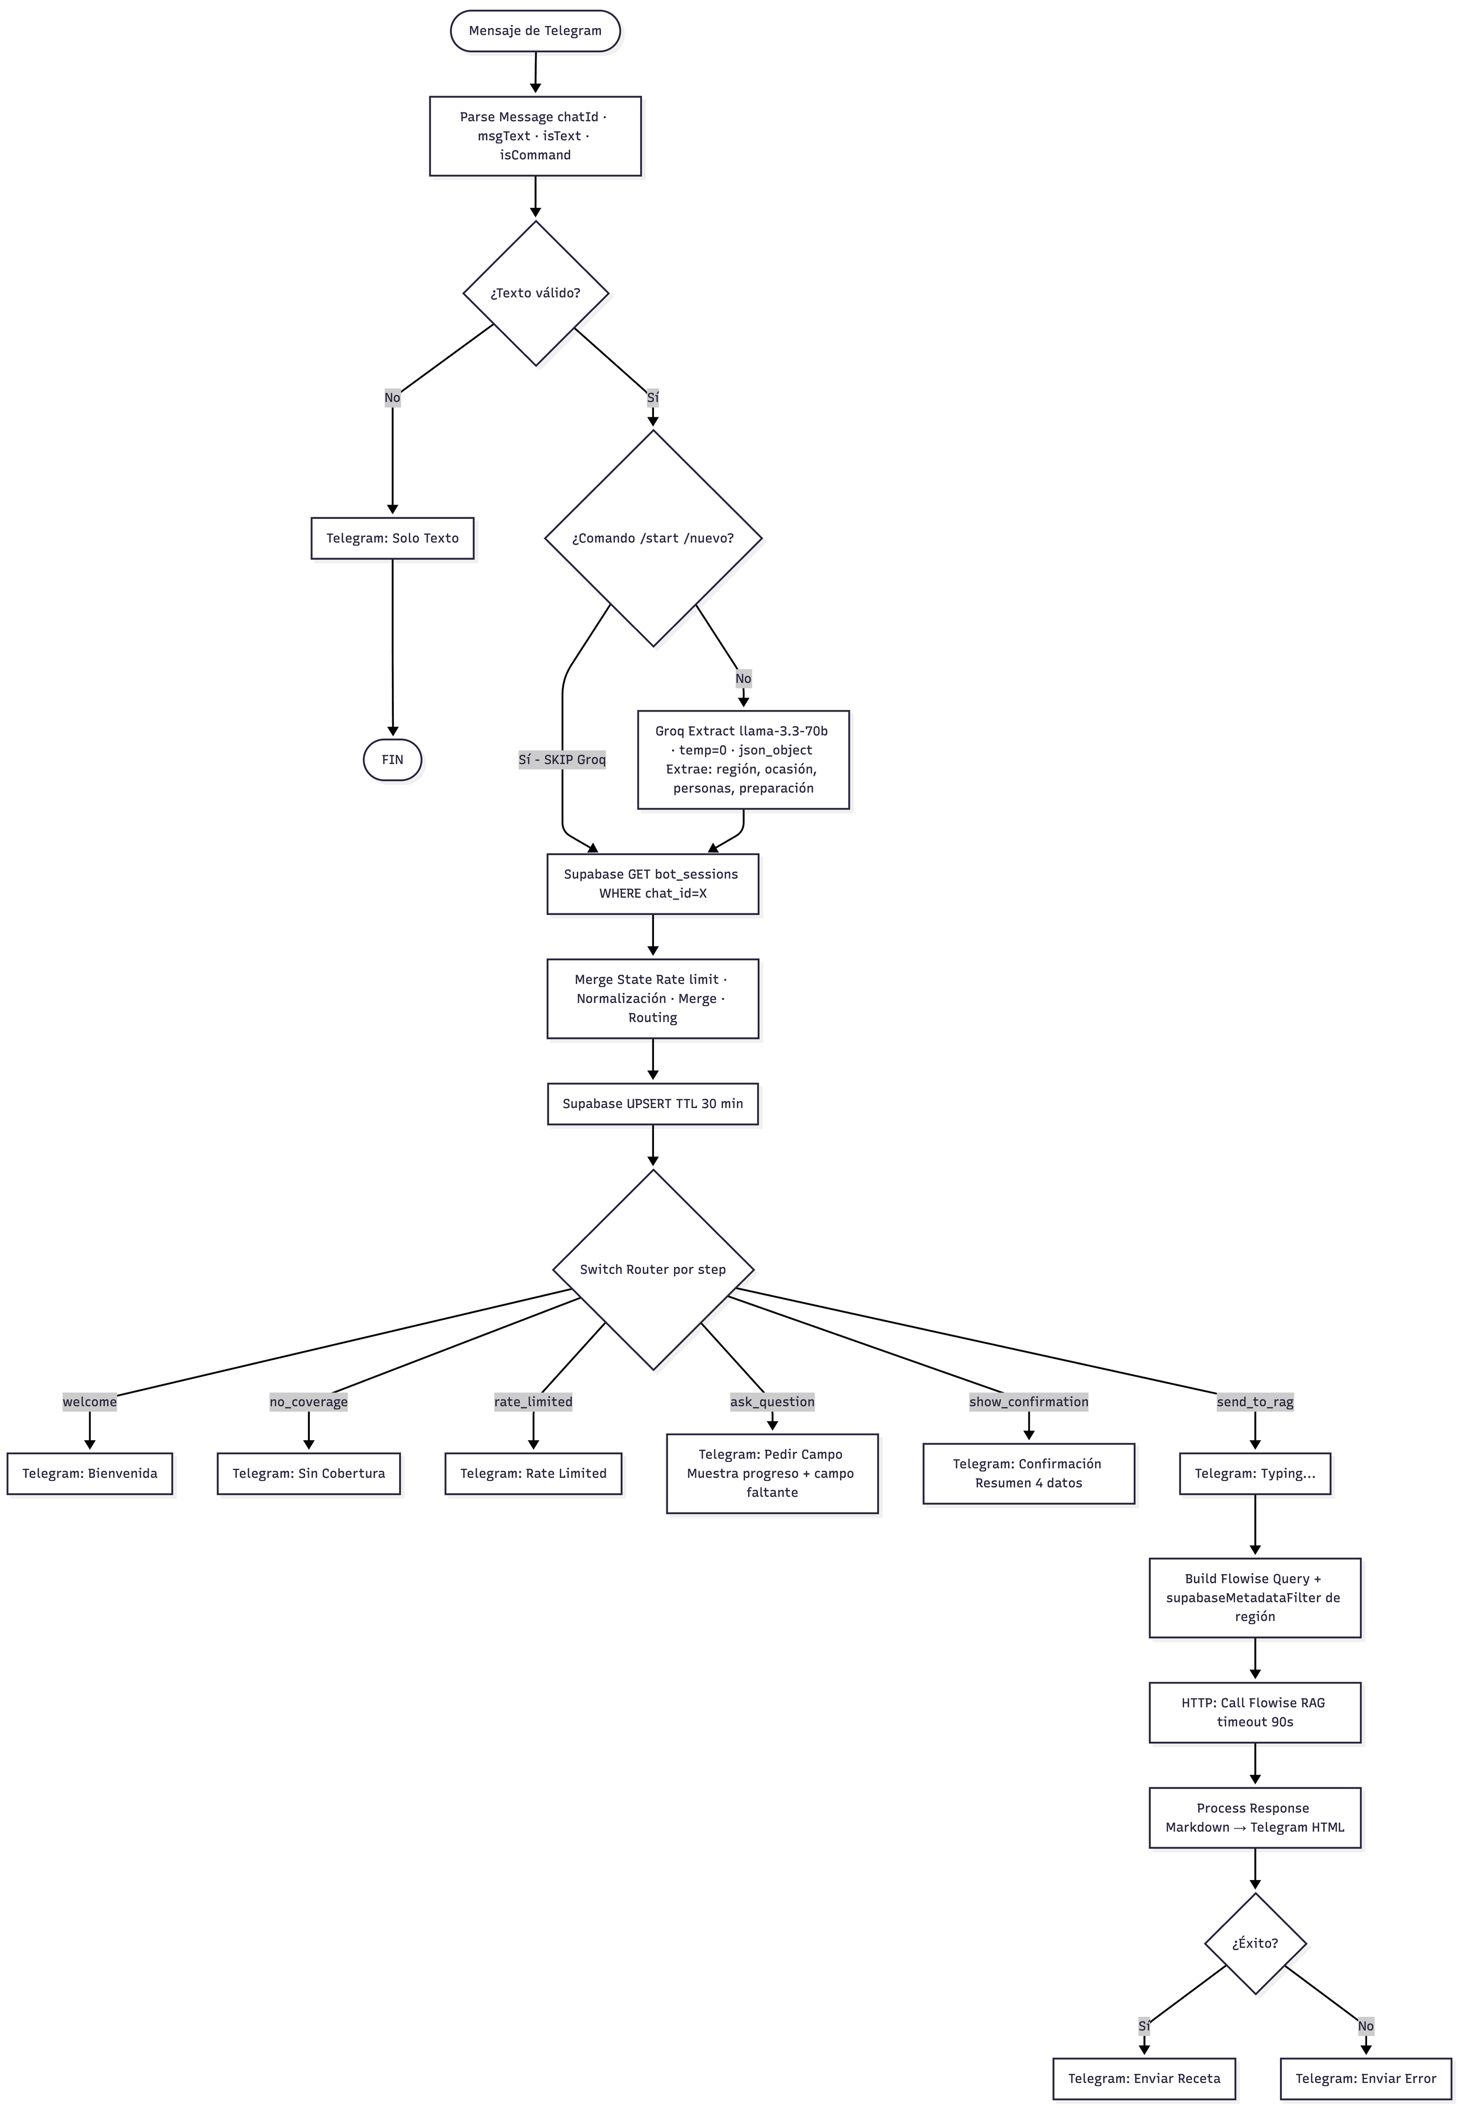 Mensaje de Telegram
Parse Message chatId ·
msgText · isText ·
isCommand
¿Texto válido?
No
Sí
Telegram: Solo Texto
¿Comando /start /nuevo?
No
Groq Extract llama-3.3-70b
· temp=0 · json_object
Extrae: región, ocasión,
personas, preparación
Sí - SKIP Groq
FIN
Supabase GET bot_sessions
WHERE chat_id=X
Merge State Rate limit ·
Normalización · Merge ·
Routing
Supabase UPSERT TTL 30 min
Switch Router por step
welcome
no_coverage
rate_limited
ask_question
show_confirmation
send_to_rag
Telegram: Bienvenida
Telegram: Sin Cobertura
Telegram: Rate Limited
Telegram: Pedir Campo
Muestra progreso + campo
faltante
Telegram: Confirmación
Resumen 4 datos
Telegram: Typing...
Build Flowise Query +
supabaseMetadataFilter de
región
HTTP: Call Flowise RAG
timeout 90s
Process Response
Markdown → Telegram HTML
¿Éxito?
Sí
No
Telegram: Enviar Receta
Telegram: Enviar Error